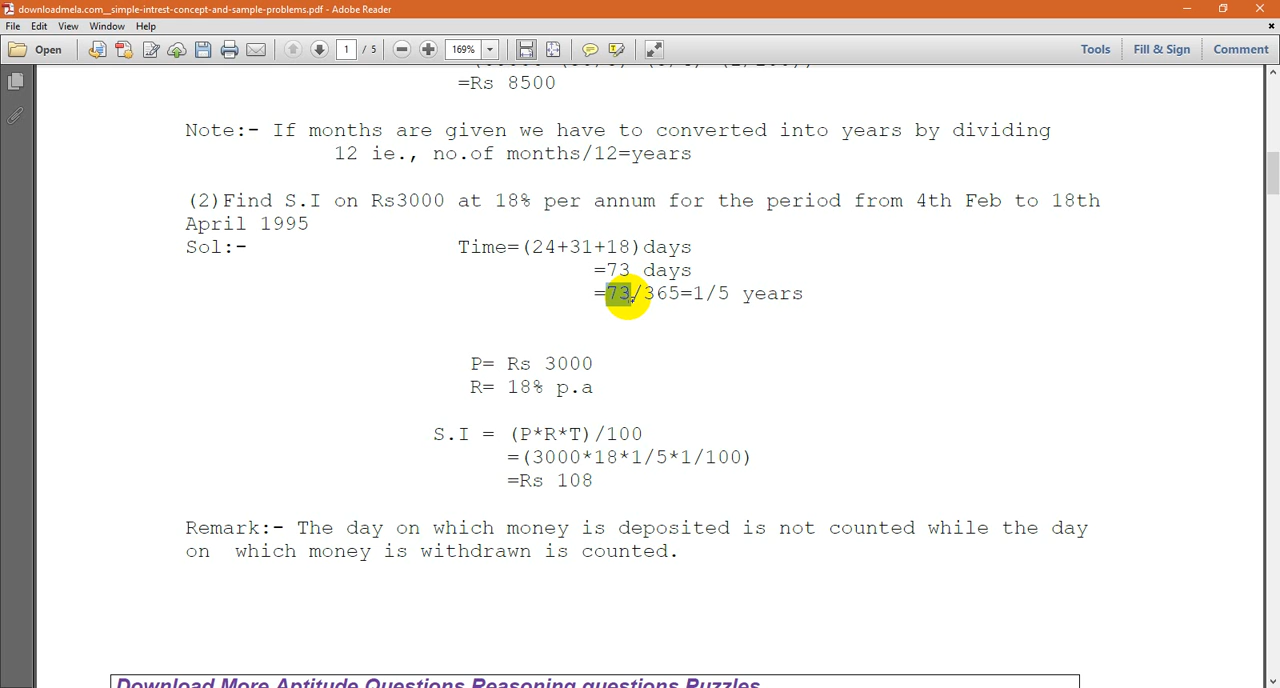 downloadmela.com__simple-intrest-concept-and-sample-problems.pdf - Adobe Reader
File Edit View Window Help
Open 1 / 5 169% Tools Fill & Sign Comment
=Rs 8500
Note:- If months are given we have to converted into years by dividing
12 ie., no.of months/12=years
(2)Find S.I on Rs3000 at 18% per annum for the period from 4th Feb to 18th
April 1995
Sol:- Time=(24+31+18)days
=73 days
=73/365=1/5 years
P= Rs 3000
R= 18% p.a
S.I = (P*R*T)/100
=(3000*18*1/5*1/100)
=Rs 108
Remark:- The day on which money is deposited is not counted while the day
on which money is withdrawn is counted.
Download More Aptitude Questions Reasoning questions Puzzles